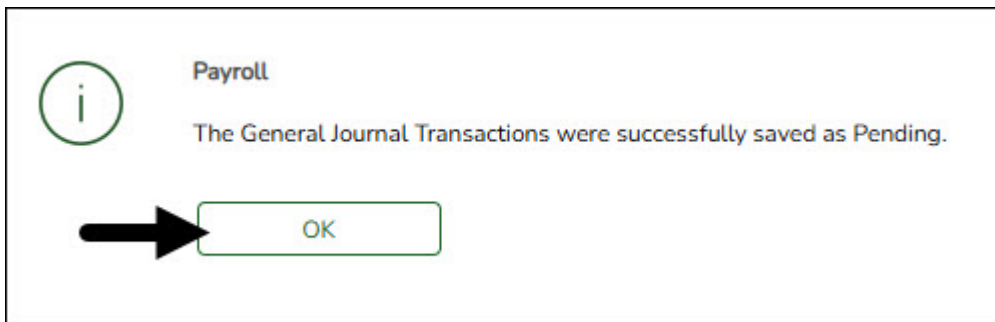 Payroll
The General Journal Transactions were successfully saved as Pending.
OK